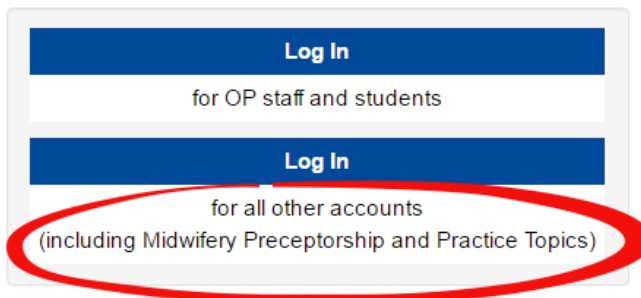 Log In
for OP staff and students
Log In
for all other accounts
(including Midwifery Preceptorship and Practice Topics)